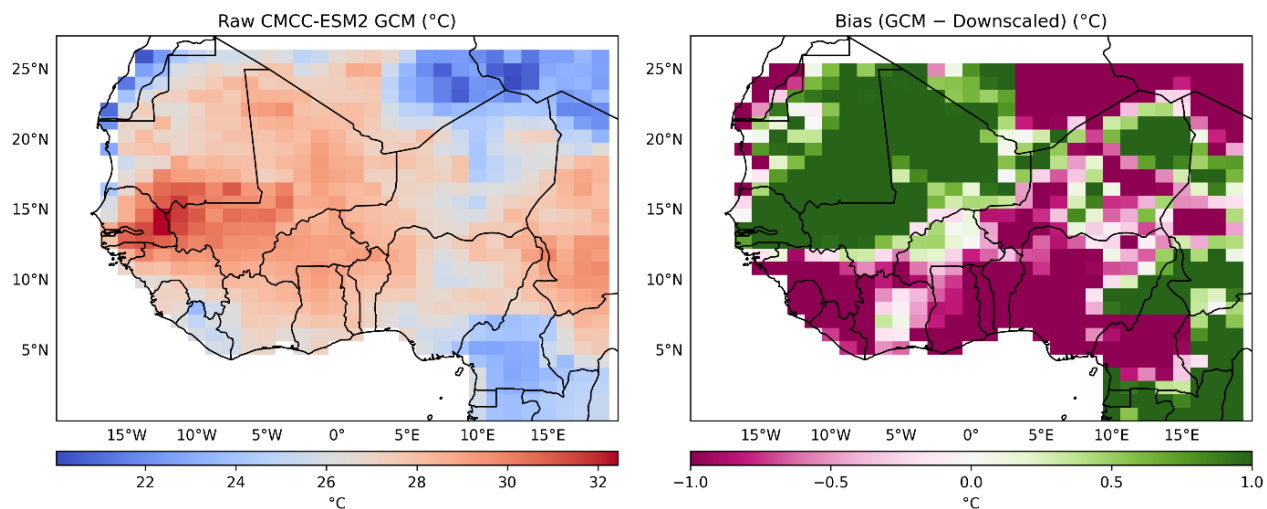 Raw CMCC-ESM2 GCM (°C)
25°N
20°N
15°N
10°N
5°N
15°W 10°W 5°W 0° 5°E 10°E 15°E
22 24 26 28 30 32
°C
Bias (GCM − Downscaled) (°C)
25°N
20°N
15°N
10°N
5°N
15°W 10°W 5°W 0° 5°E 10°E 15°E
−1.0 −0.5 0.0 0.5 1.0
°C